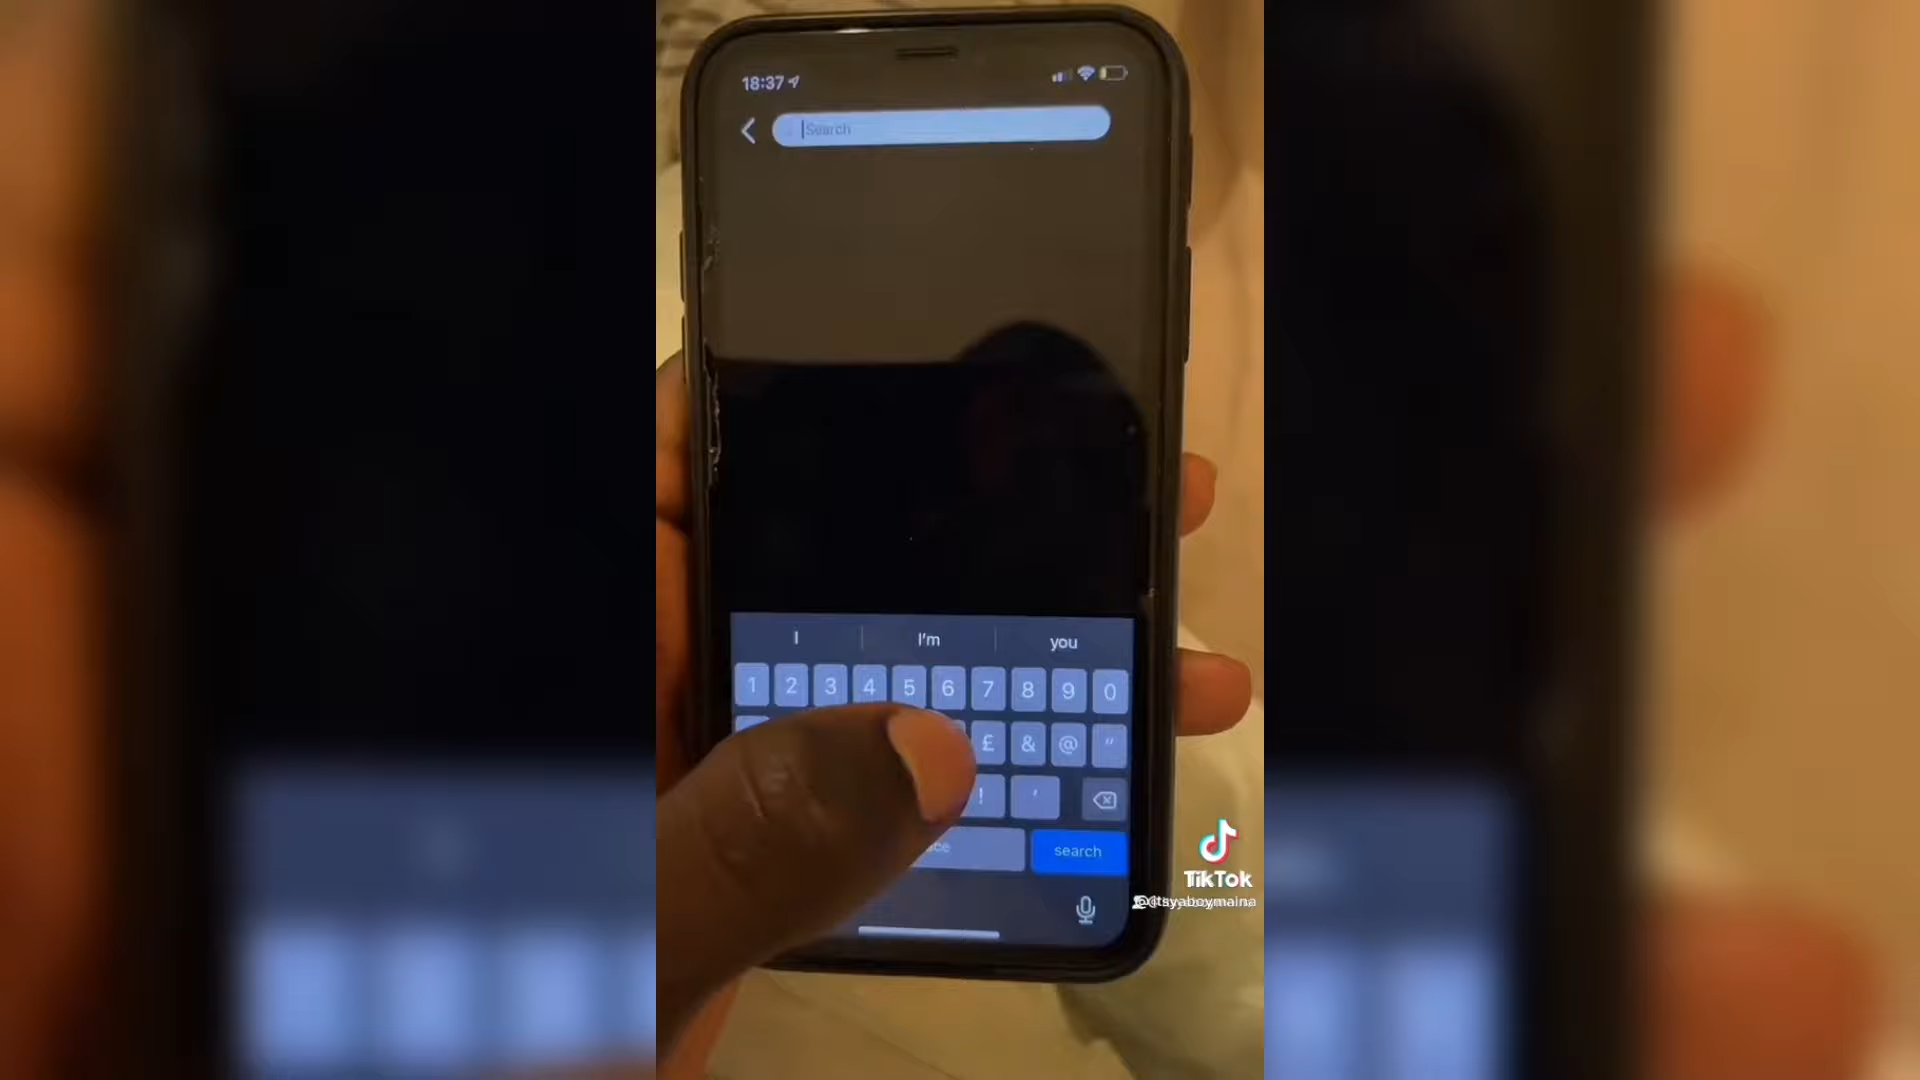 18:37
Search
I I'm you
1 2 3 4 5 6 7 8 9 0
£ & @ "
! '
search
TikTok